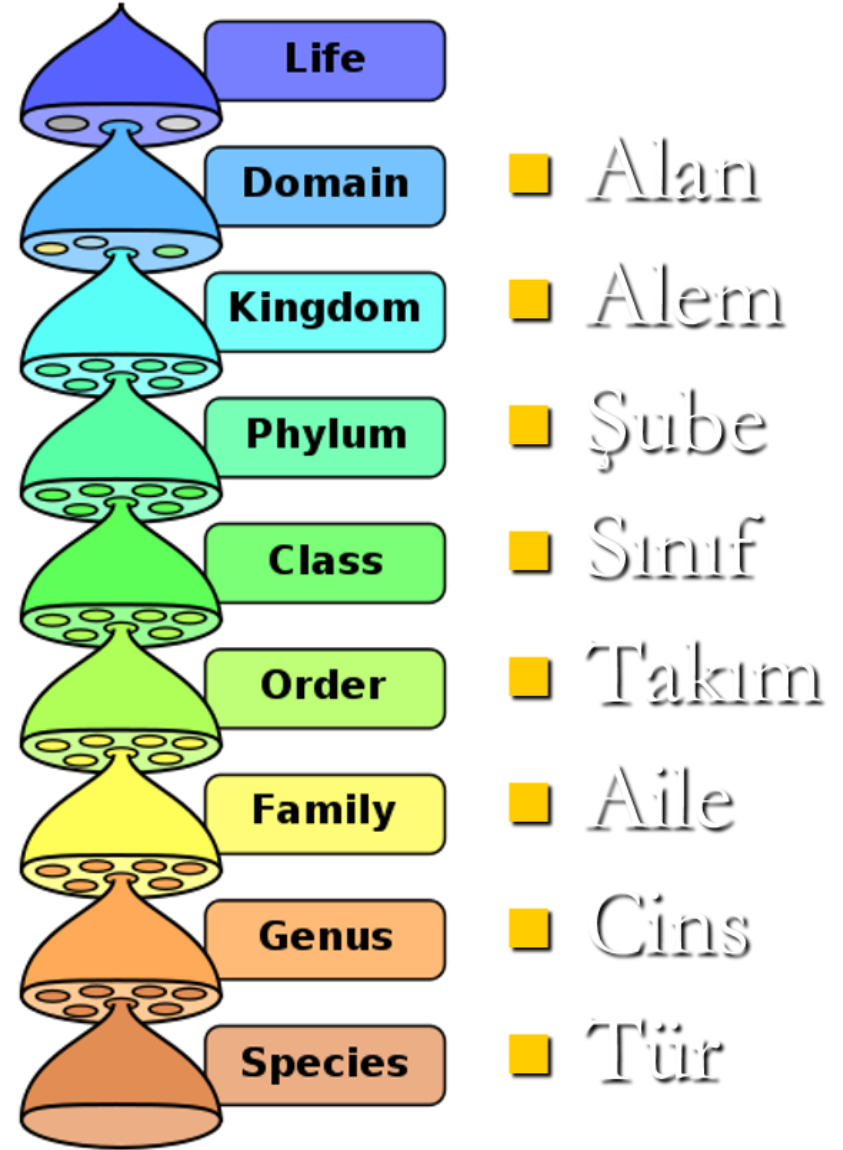 Life
Domain
Alan
Kingdom
Alem
Phylum
Şube
Class
Sınıf
Order
Takım
Family
Aile
Genus
Cins
Species
Tür